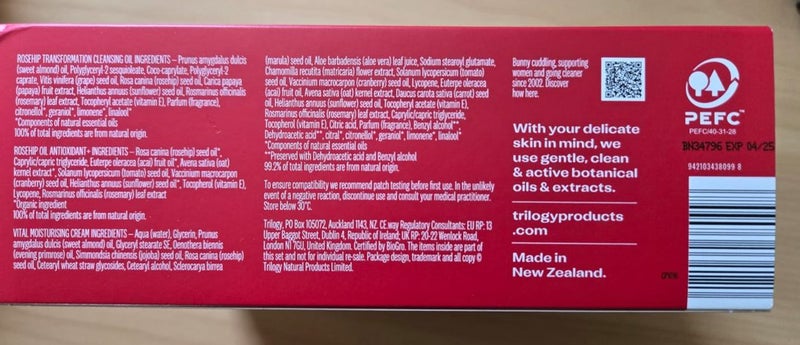 ROSEHIP TRANSFORMATION CLEANSING OIL INGREDIENTS – Prunus amygdalus dulcis
(sweet almond) oil, Polyglyceryl-2 sesquioleate, Coco-caprylate, Polyglyceryl-2
caprate, Vitis vinifera (grape) seed oil, Rosa canina (rosehip) seed oil, Carica papaya
(papaya) fruit extract, Helianthus annuus (sunflower) seed oil, Rosmarinus officinalis
(rosemary) leaf extract, Tocopheryl acetate (vitamin E), Parfum (fragrance),
citronellol*, geraniol*, limonene*, linalool*
*Components of natural essential oils
100% of total ingredients are from natural origin.
ROSEHIP OIL ANTIOXIDANT+ INGREDIENTS – Rosa canina (rosehip) seed oil*,
Caprylic/capric triglyceride, Euterpe oleracea (acai) fruit oil*, Avena sativa (oat)
kernel extract*, Solanum lycopersicum (tomato) seed oil, Vaccinium macrocarpon
(cranberry) seed oil, Helianthus annuus (sunflower) seed oil*, Tocopherol (vitamin E),
Lycopene, Rosmarinus officinalis (rosemary) leaf extract
*Organic ingredient
100% of total ingredients are from natural origin.
VITAL MOISTURISING CREAM INGREDIENTS – Aqua (water), Glycerin, Prunus
amygdalus dulcis (sweet almond) oil, Glyceryl stearate SE, Oenothera biennis
(evening primrose) oil, Simmondsia chinensis (jojoba) seed oil, Rosa canina (rosehip)
seed oil, Cetearyl wheat straw glycosides, Cetearyl alcohol, Sclerocarya birrea
(marula) seed oil, Aloe barbadensis (aloe vera) leaf juice, Sodium stearoyl glutamate,
Chamomilla recutita (matricaria) flower extract, Solanum lycopersicum (tomato)
seed oil, Vaccinium macrocarpon (cranberry) seed oil, Lycopene, Euterpe oleracea
(acai) fruit oil, Avena sativa (oat) kernel extract, Daucus carota sativa (carrot) seed
oil, Helianthus annuus (sunflower) seed oil, Tocopheryl acetate (vitamin E),
Rosmarinus officinalis (rosemary) leaf extract, Caprylic/capric triglyceride,
Tocopherol (vitamin E), Citric acid, Parfum (fragrance), Benzyl alcohol**,
Dehydroacetic acid**, citral*, citronellol*, geraniol*, limonene*, linalool*
*Components of natural essential oils
**Preserved with Dehydroacetic acid and Benzyl alcohol
99.2% of total ingredients are from natural origin.
To ensure compatibility we recommend patch testing before first use. In the unlikely
event of a negative reaction, discontinue use and consult your medical practitioner.
Store below 30°C.
Trilogy, PO Box 105072, Auckland 1143, NZ. CE.way Regulatory Consultants: EU RP: 13
Upper Baggot Street, Dublin 4, Republic of Ireland; UK RP: 20-22 Wenlock Road,
London N1 7GU, United Kingdom. Certified by BioGro. The items inside are part of
this set and not for individual re-sale. Package design, trademark and all copy ©
Trilogy Natural Products Limited.
Bunny cuddling, supporting
women and going cleaner
since 2002. Discover
how here.
With your delicate
skin in mind, we
use gentle, clean
& active botanical
oils & extracts.
trilogyproducts
.com
Made in
New Zealand.
PEFC™
PEFC/40-31-28
BN34796 EXP 04/25
9421034380998